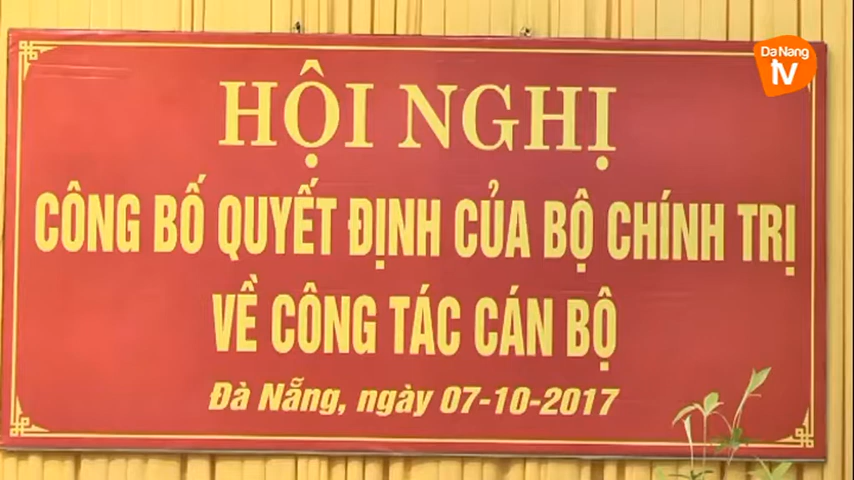 Da Nang
tv
HỘI NGHỊ
CÔNG BỐ QUYẾT ĐỊNH CỦA BỘ CHÍNH TRỊ
VỀ CÔNG TÁC CÁN BỘ
Đà Nẵng, ngày 07-10-2017